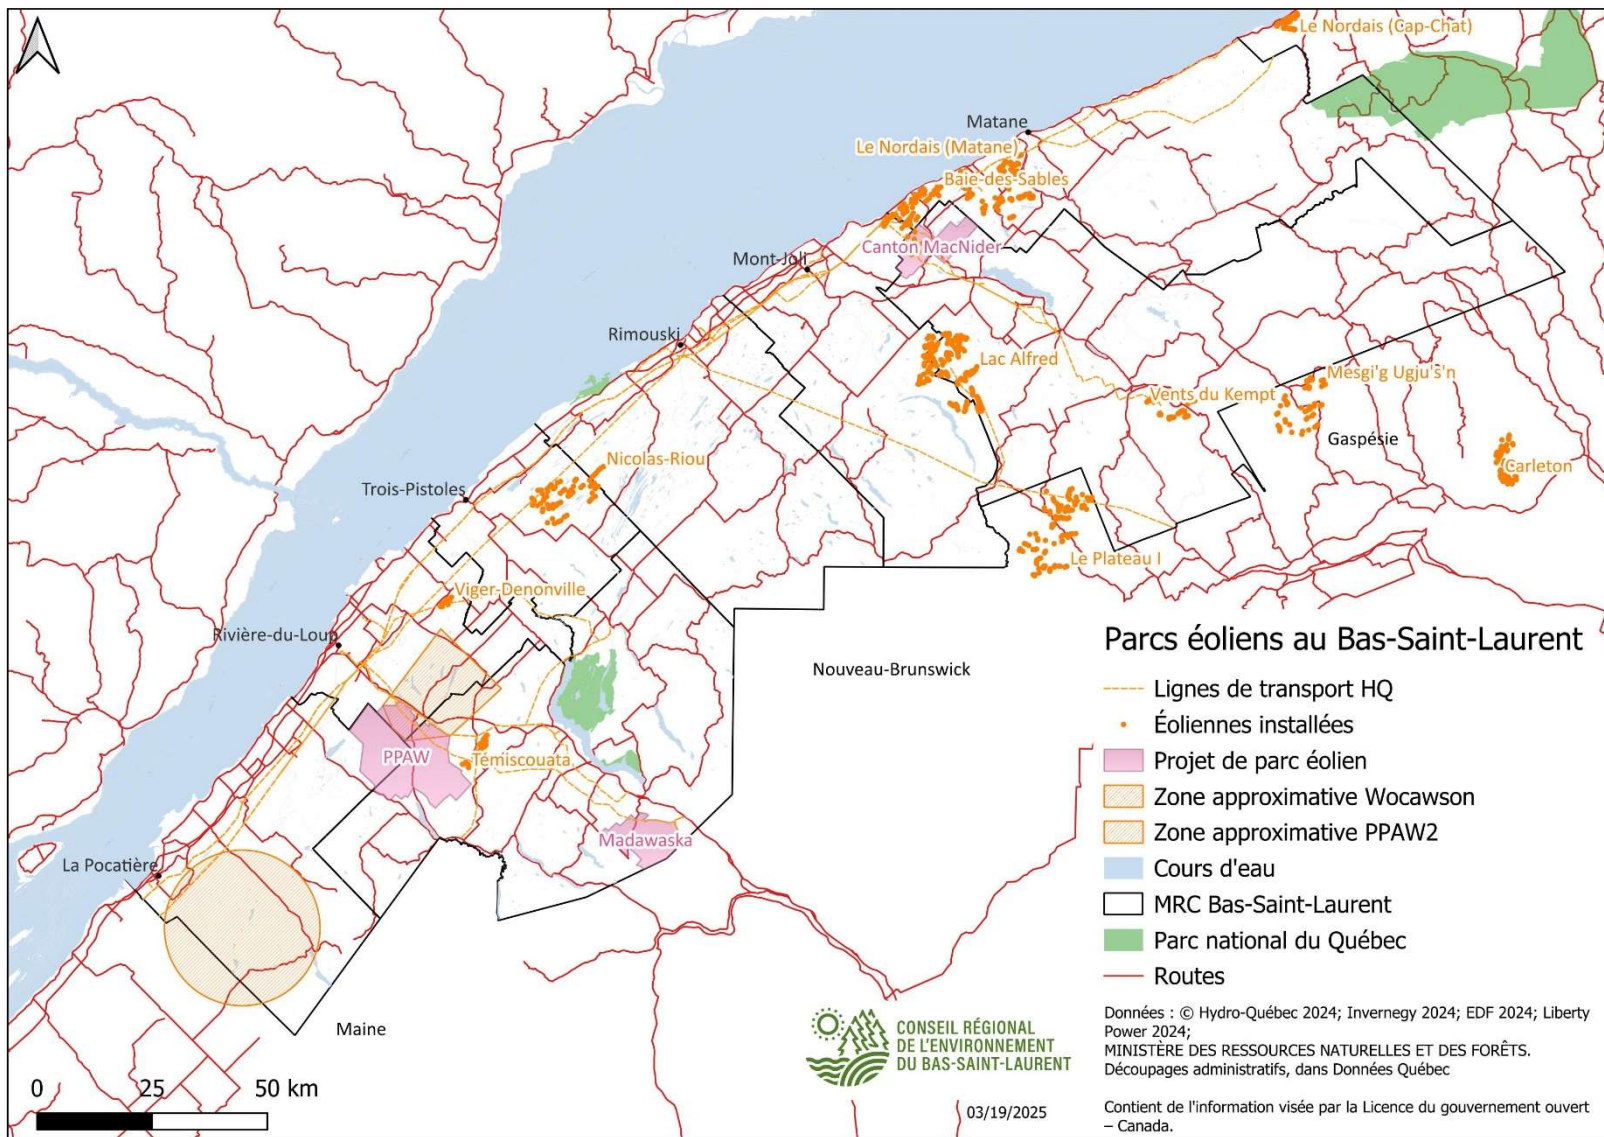 Le Nordais (Cap-Chat)
Matane
Le Nordais (Matane)
Baie-des-Sables
Canton MacNider
Mont-Joli
Rimouski
Lac Alfred
Mesgi'g Ugju's'n
Vents du Kempt
Gaspésie
Carleton
Nicolas-Riou
Trois-Pistoles
Le Plateau I
Viger-Denonville
Rivière-du-Loup
Nouveau-Brunswick
PPAW
Témiscouata
Madawaska
La Pocatière
Maine
Parcs éoliens au Bas-Saint-Laurent
Lignes de transport HQ
Éoliennes installées
Projet de parc éolien
Zone approximative Wocawson
Zone approximative PPAW2
Cours d'eau
MRC Bas-Saint-Laurent
Parc national du Québec
Routes
Données : © Hydro-Québec 2024; Invernegy 2024; EDF 2024; Liberty
Power 2024;
MINISTÈRE DES RESSOURCES NATURELLES ET DES FORÊTS.
Découpages administratifs, dans Données Québec
Contient de l'information visée par la Licence du gouvernement ouvert
– Canada.
CONSEIL RÉGIONAL
DE L'ENVIRONNEMENT
DU BAS-SAINT-LAURENT
03/19/2025
0 25 50 km